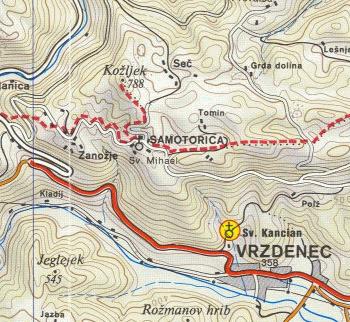 Lešnje
Seč
Grda dolina
Kožljek
788
Tomin
SAMOTORICA
Zanožje
Sv. Mihael
Kladij
Polž
Sv. Kancian
VRZDENEC
358
Jeglejek
545
Rožmanov hrib
Jazba